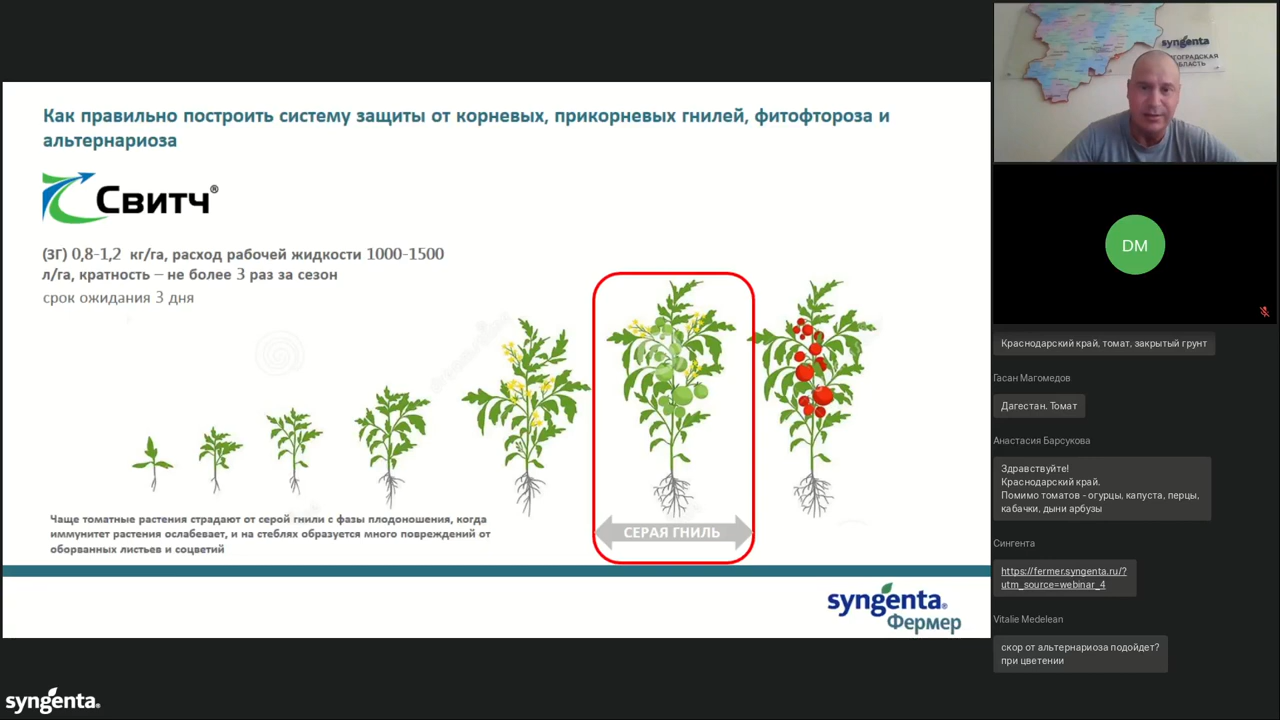 Как правильно построить систему защиты от корневых, прикорневых гнилей, фитофтороза и
альтернариоза
Свитч®
(ЗГ) 0,8-1,2 кг/га, расход рабочей жидкости 1000-1500
л/га, кратность – не более 3 раз за сезон
срок ожидания 3 дня
СЕРАЯ ГНИЛЬ
Чаще томатные растения страдают от серой гнили с фазы плодоношения, когда
иммунитет растения ослабевает, и на стеблях образуется много повреждений от
оборванных листьев и соцветий
syngenta®
Фермер
syngenta®
syngenta
ОБЛАСТЬ
DM
Краснодарский край, томат, закрытый грунт
Гасан Магомедов
Дагестан. Томат
Анастасия Барсукова
Здравствуйте!
Краснодарский край.
Помимо томатов - огурцы, капуста, перцы,
кабачки, дыни арбузы
Сингента
https://fermer.syngenta.ru/?
utm_source=webinar_4
Vitalie Medelean
скор от альтернариоза подойдет?
при цветении